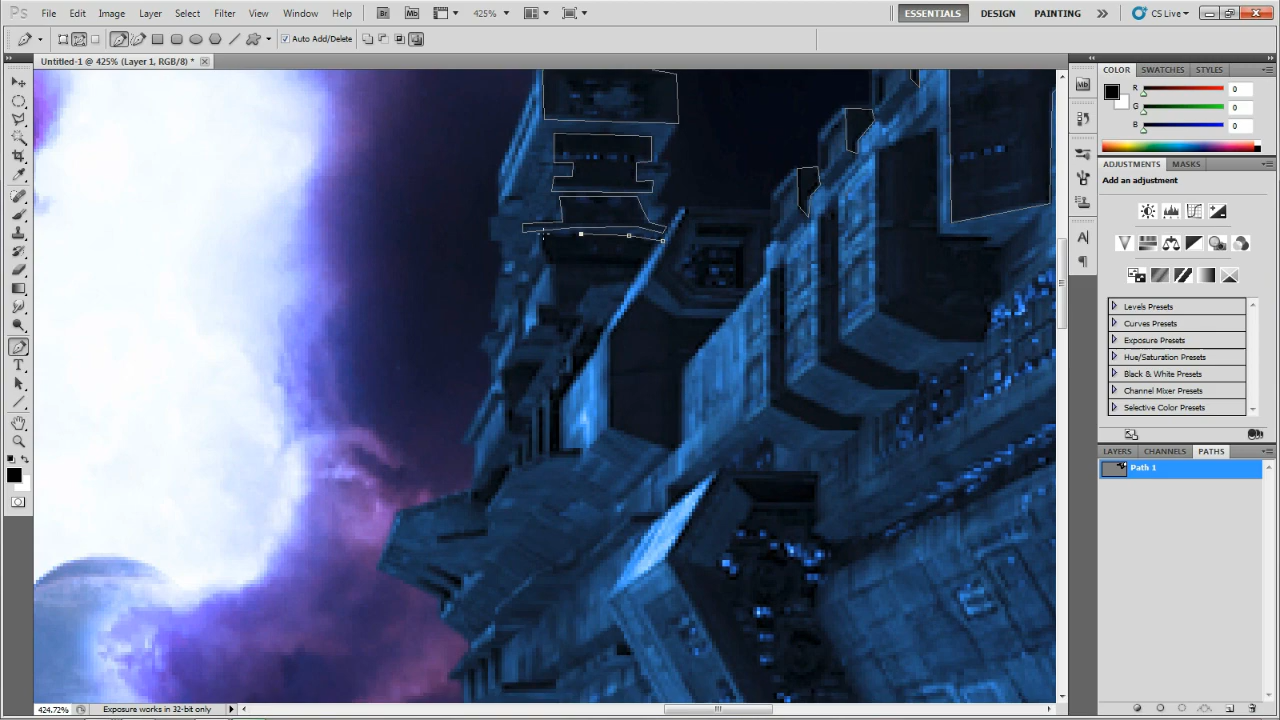 Ps File Edit Image Layer Select Filter View Window Help Br Mb 425% ESSENTIALS DESIGN PAINTING CS Live
Auto Add/Delete
Untitled-1 @ 425% (Layer 1, RGB/8) *
COLOR SWATCHES STYLES
R 0
G 0
B 0
ADJUSTMENTS MASKS
Add an adjustment
Levels Presets
Curves Presets
Exposure Presets
Hue/Saturation Presets
Black & White Presets
Channel Mixer Presets
Selective Color Presets
LAYERS CHANNELS PATHS
Path 1
424.72% Exposure works in 32-bit only